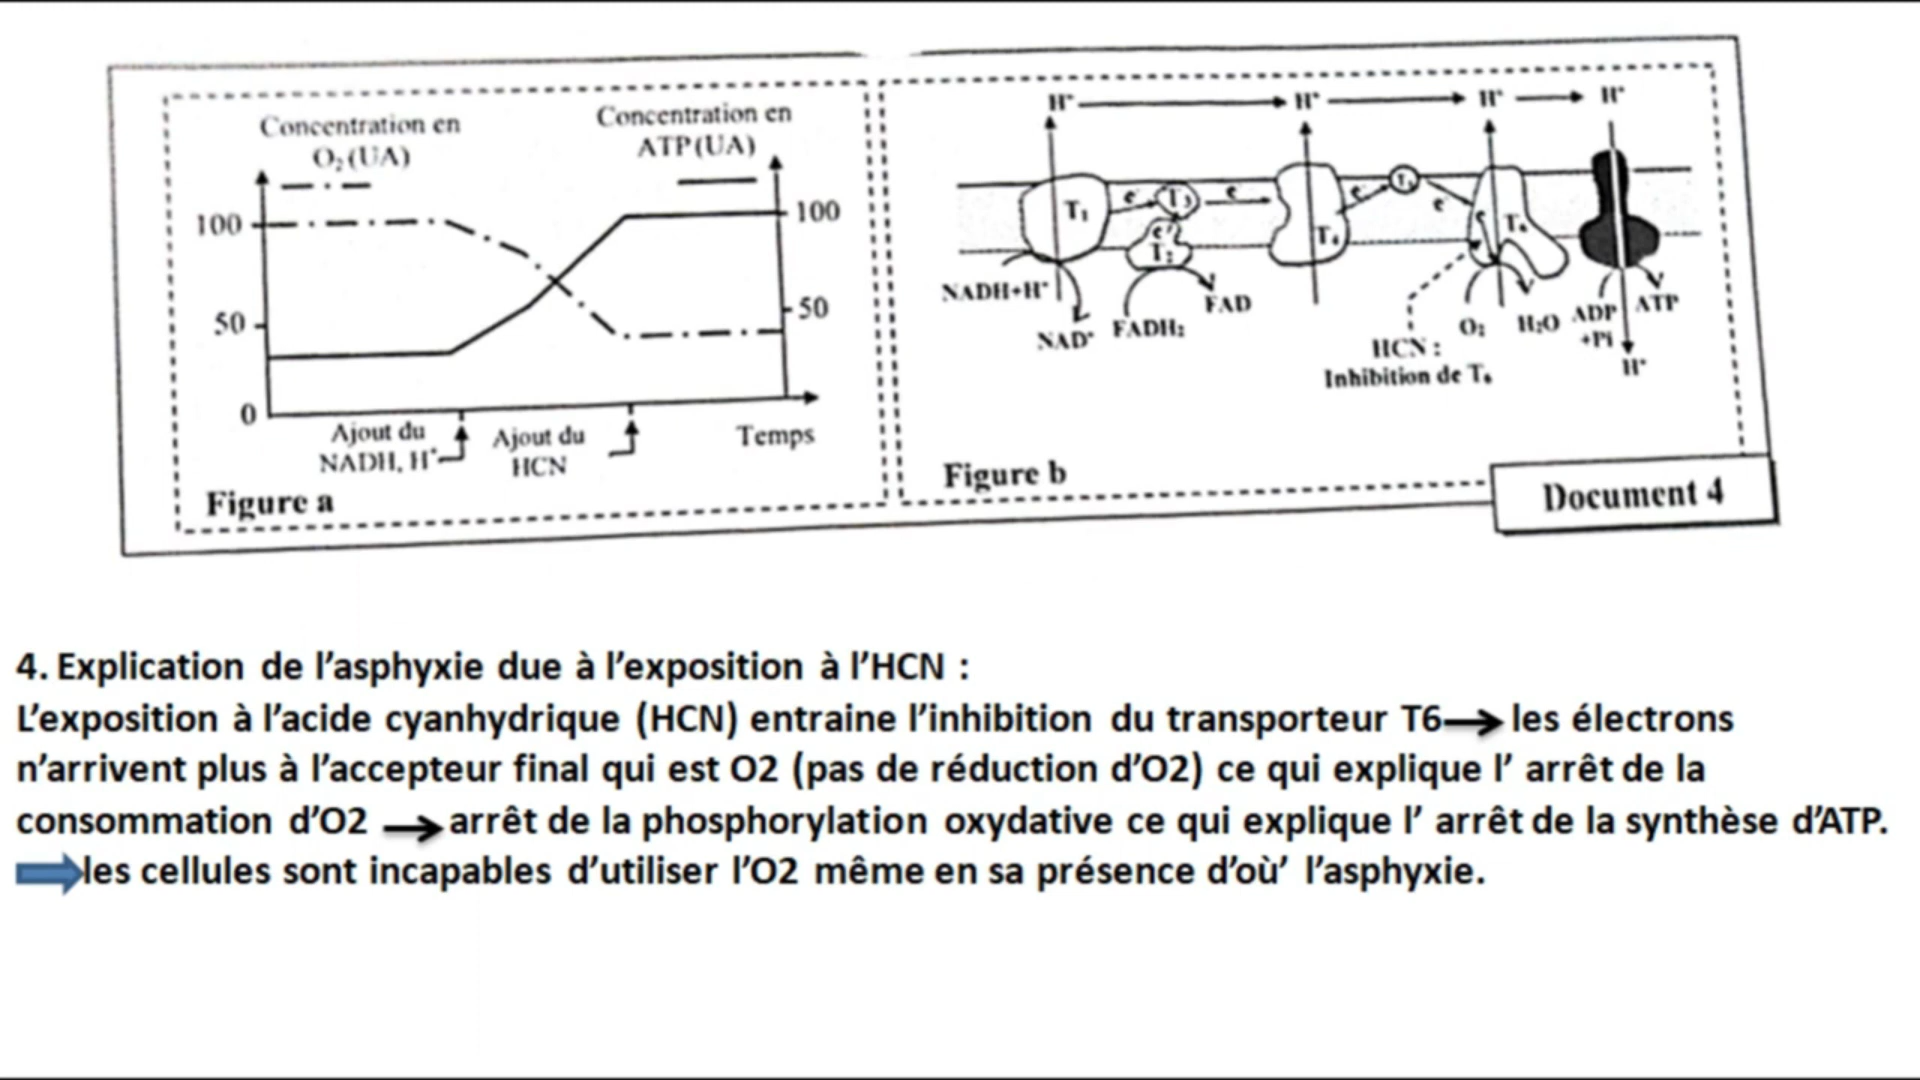 Concentration en
O₂ (UA)
Concentration en
ATP (UA)
100
50
0
100
50
Ajout du
NADH, H⁺
Ajout du
HCN
Temps
Figure a
H⁺ H⁺ H⁺ H⁺
T₁ e⁻ T₃ e⁻ e⁻ e⁻ e⁻
e⁻ T₂ T₄ T₆
NADH+H⁺
NAD⁺
FADH₂
FAD
HCN :
Inhibition de T₆
O₂
H₂O
ADP
+Pi
ATP
H⁺
Figure b
Document 4
4. Explication de l’asphyxie due à l’exposition à l’HCN :
L’exposition à l’acide cyanhydrique (HCN) entraine l’inhibition du transporteur T6→ les électrons
n’arrivent plus à l’accepteur final qui est O2 (pas de réduction d’O2) ce qui explique l’ arrêt de la
consommation d’O2 → arrêt de la phosphorylation oxydative ce qui explique l’ arrêt de la synthèse d’ATP.
les cellules sont incapables d’utiliser l’O2 même en sa présence d’où’ l’asphyxie.